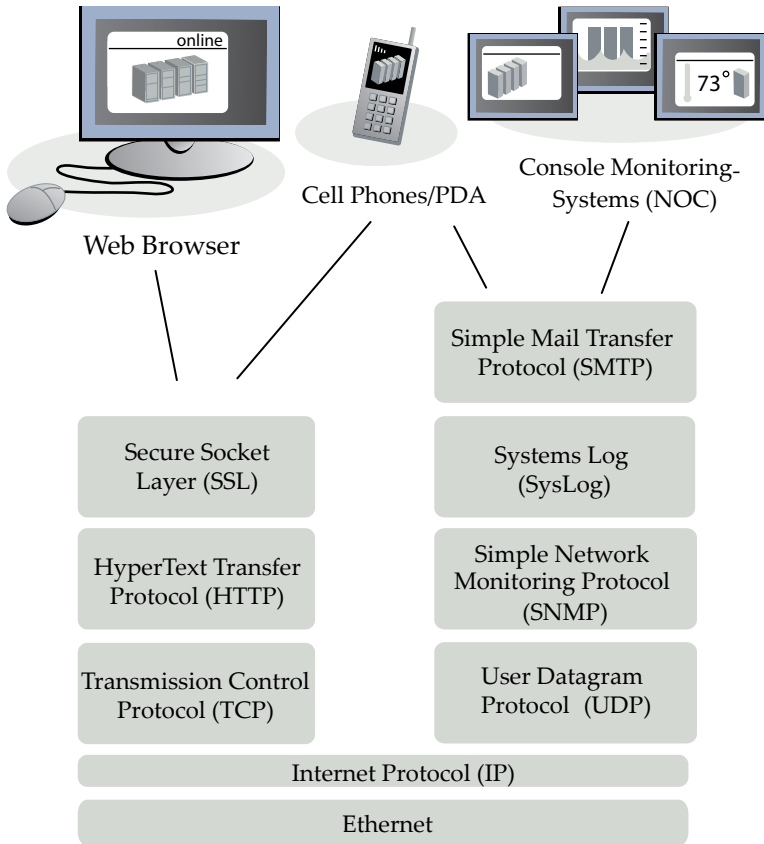 online
73°
Console Monitoring-
Systems (NOC)
Cell Phones/PDA
Web Browser
Simple Mail Transfer
Protocol (SMTP)
Secure Socket
Layer (SSL)
Systems Log
(SysLog)
HyperText Transfer
Protocol (HTTP)
Simple Network
Monitoring Protocol
(SNMP)
Transmission Control
Protocol (TCP)
User Datagram
Protocol (UDP)
Internet Protocol (IP)
Ethernet